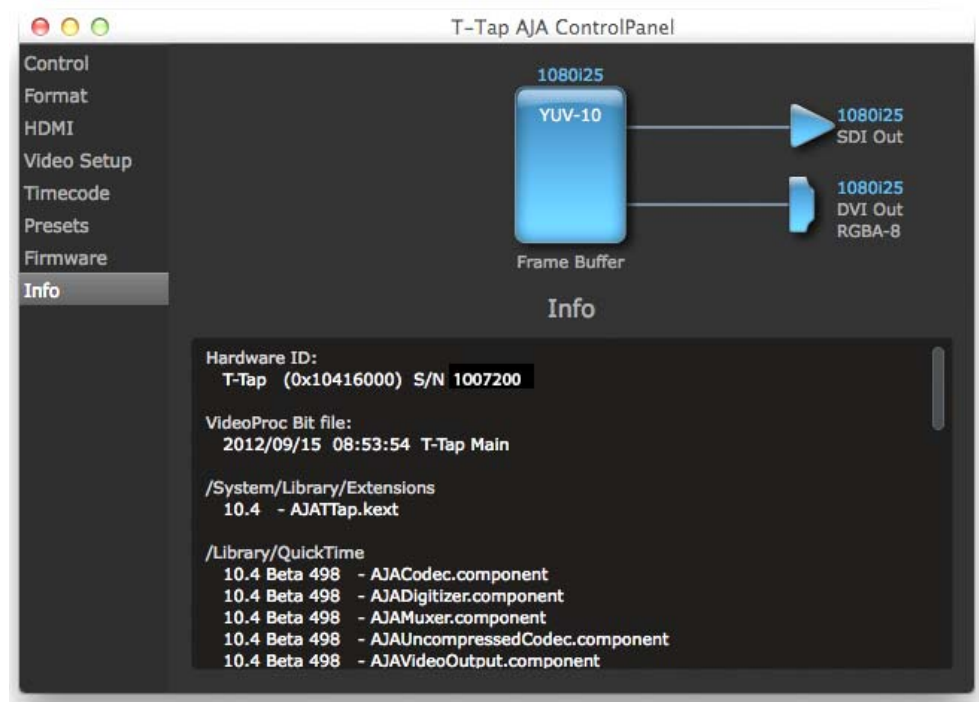 T-Tap AJA ControlPanel
Control
Format
HDMI
Video Setup
Timecode
Presets
Firmware
Info
1080i25
YUV-10
Frame Buffer
1080i25
SDI Out
1080i25
DVI Out
RGBA-8
Info
Hardware ID:
T-Tap (0x10416000) S/N 1007200
VideoProc Bit file:
2012/09/15 08:53:54 T-Tap Main
/System/Library/Extensions
10.4 - AJATTap.kext
/Library/QuickTime
10.4 Beta 498 - AJACodec.component
10.4 Beta 498 - AJADigitizer.component
10.4 Beta 498 - AJAMuxer.component
10.4 Beta 498 - AJAUncompressedCodec.component
10.4 Beta 498 - AJAVideoOutput.component